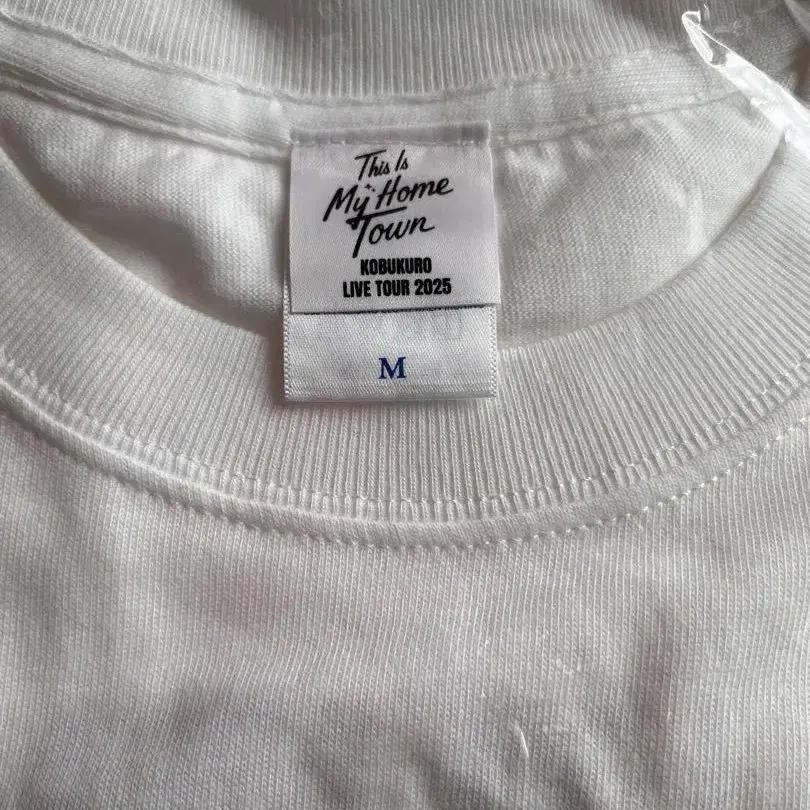 This Is
My Home
Town
KOBUKURO
LIVE TOUR 2025
M